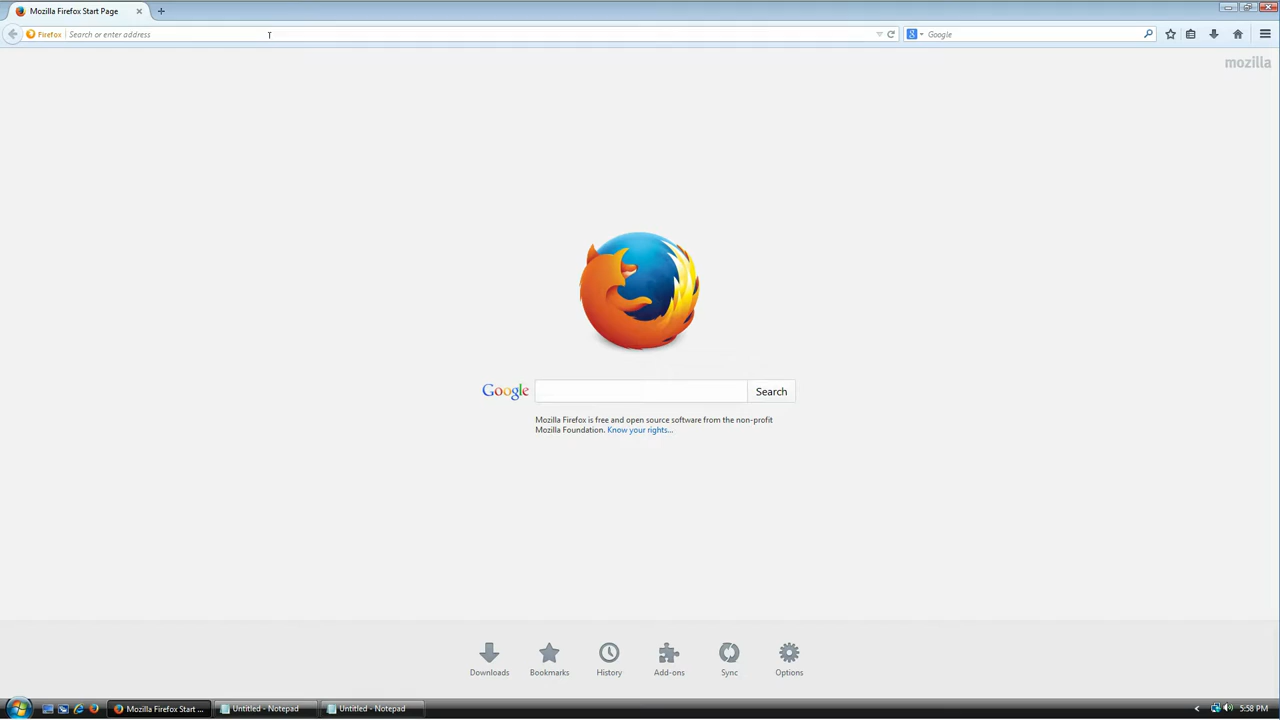 Mozilla Firefox Start Page
Firefox Search or enter address Google
mozilla
Google Search
Mozilla Firefox is free and open source software from the non-profit
Mozilla Foundation. Know your rights...
Downloads Bookmarks History Add-ons Sync Options
Mozilla Firefox Start ... Untitled - Notepad Untitled - Notepad 5:58 PM